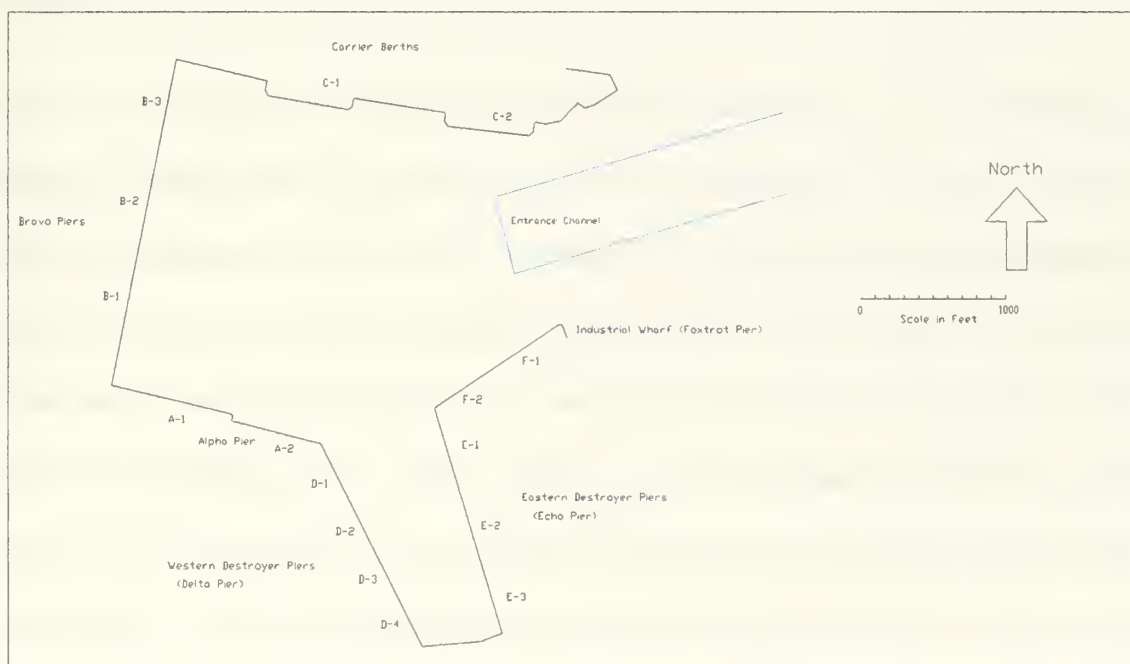 Carrier Berths
C-1
C-2
B-3
B-2
Bravo Piers
B-1
Entrance Channel
North
0 1000
Scale in Feet
Industrial Wharf (Foxtrot Pier)
F-1
F-2
A-1
Alpha Pier
A-2
E-1
D-1
Eastern Destroyer Piers
(Echo Pier)
E-2
D-2
Western Destroyer Piers
(Delta Pier)
D-3
E-3
D-4